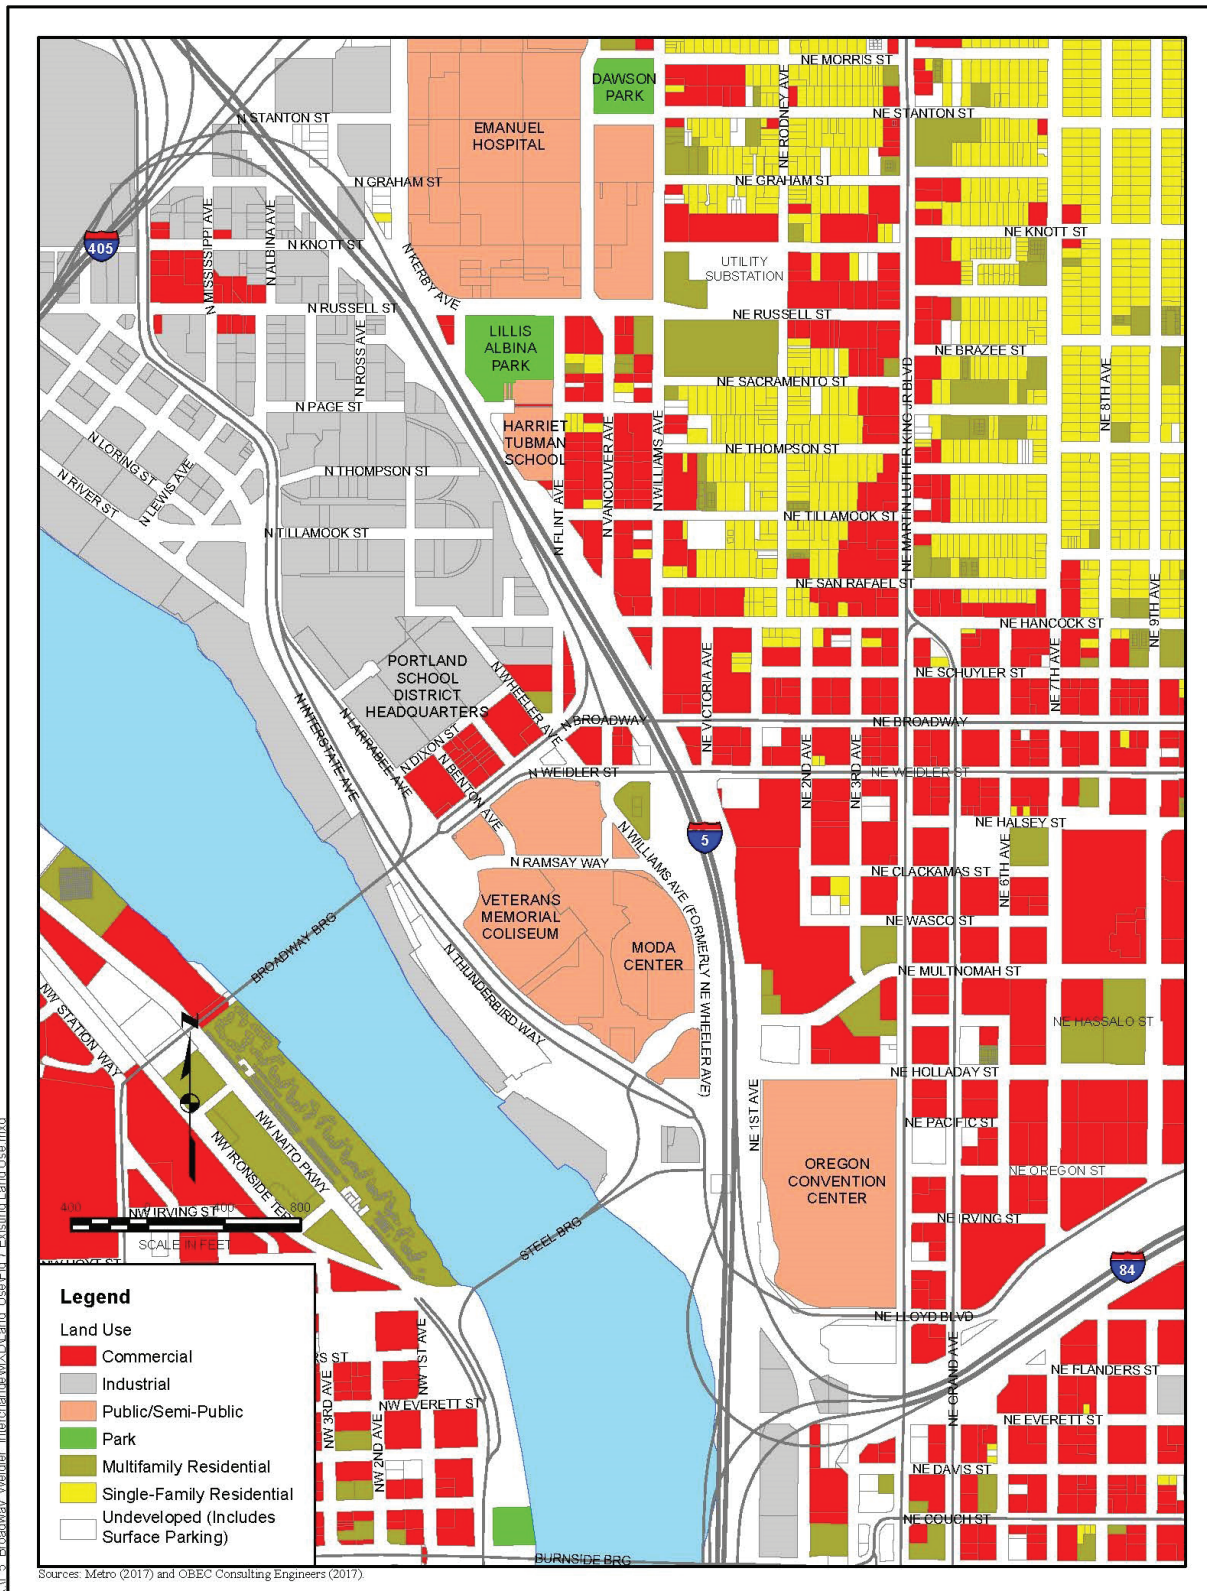 NE MORRIS ST
DAWSON
PARK
NE RODNEY AVE
N STANTON ST
NE STANTON ST
EMANUEL
HOSPITAL
N GRAHAM ST
NE GRAHAM ST
N MISSISSIPPI AVE
N ALBINA AVE
405
N KNOTT ST
NE KNOTT ST
N KERBY AVE
UTILITY
SUBSTATION
N RUSSELL ST
NE RUSSELL ST
LILLIS
ALBINA
PARK
N ROSS AVE
NE BRAZEE ST
NE SACRAMENTO ST
NE MARTIN LUTHER KING JR BLVD
NE 8TH AVE
N PAGE ST
HARRIET
TUBMAN
SCHOOL
N VANCOUVER AVE
N WILLIAMS AVE
N LORING ST
NE THOMPSON ST
N THOMPSON ST
N RIVER ST
N LEWIS AVE
N FLINT AVE
NE TILLAMOOK ST
N TILLAMOOK ST
NE SAN RAFAEL ST
NE 9TH AVE
NE HANCOCK ST
PORTLAND
SCHOOL
DISTRICT
HEADQUARTERS
N WHEELER AVE
NE VICTORIA AVE
NE SCHUYLER ST
NE 7TH AVE
N INTERSTATE AVE
N LARRABEE AVE
N BROADWAY
NE BROADWAY
N DIXON ST
N BENTON AVE
N WEIDLER ST
NE 2ND AVE
NE 3RD AVE
NE WEIDLER ST
NE HALSEY ST
5
N RAMSAY WAY
N WILLIAMS AVE (FORMERLY NE WHEELER AVE)
NE CLACKAMAS ST
NE 6TH AVE
VETERANS
MEMORIAL
COLISEUM
NE WASCO ST
BROADWAY BRG
MODA
CENTER
N THUNDERBIRD WAY
NE MULTNOMAH ST
NW STATION WAY
N
NE HASSALO ST
NE HOLLADAY ST
NE 1ST AVE
NE PACIFIC ST
NW NAITO PKWY
NW IRONSIDE TER
OREGON
CONVENTION
CENTER
NE OREGON ST
400 0 400 800
NW IRVING ST
SCALE IN FEET
NE IRVING ST
STEEL BRG
NW HOYT ST
84
NE LLOYD BLVD
Legend
Land Use
Commercial
Industrial
Public/Semi-Public
Park
Multifamily Residential
Single-Family Residential
Undeveloped (Includes
Surface Parking)
RS ST
NW 1ST AVE
NW 3RD AVE
NW EVERETT ST
NW 2ND AVE
NE GRAND AVE
NE FLANDERS ST
NE EVERETT ST
NE DAVIS ST
NE COUCH ST
BURNSIDE BRG
Sources: Metro (2017) and OBEC Consulting Engineers (2017).